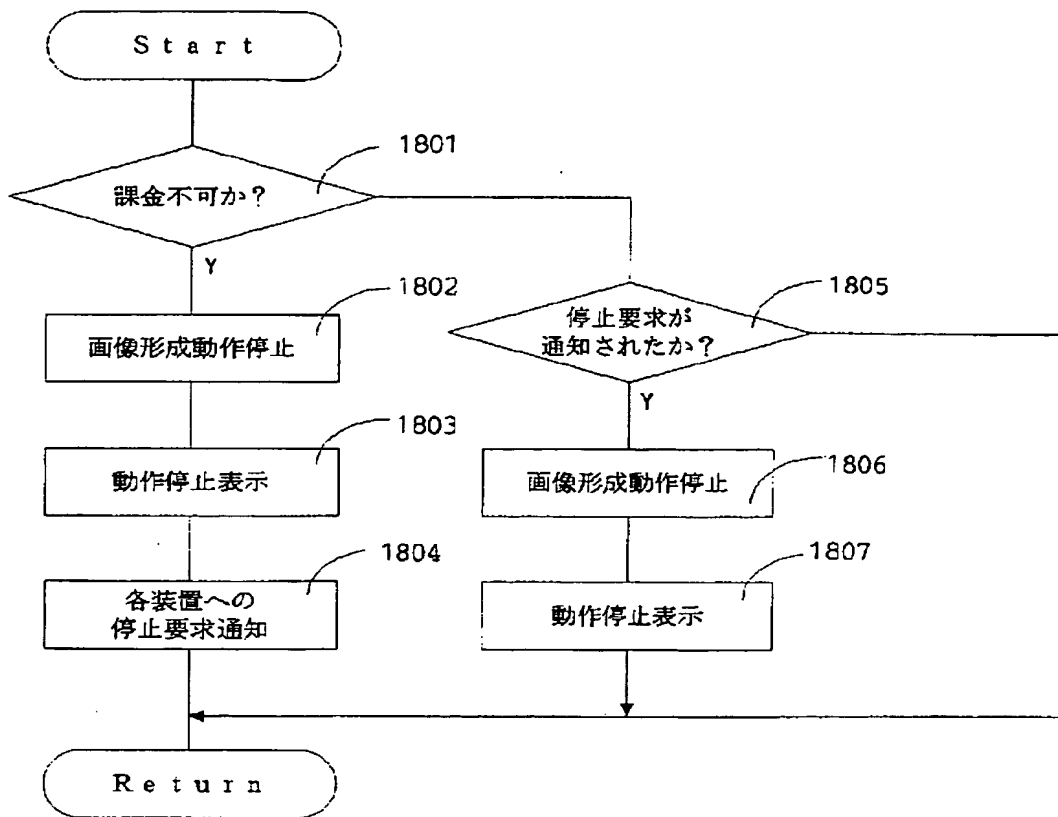 Start
1801
課金不可か?
Y
1802
画像形成動作停止
1803
動作停止表示
1804
各装置への
停止要求通知
1805
停止要求が
通知されたか?
Y
1806
画像形成動作停止
1807
動作停止表示
Return